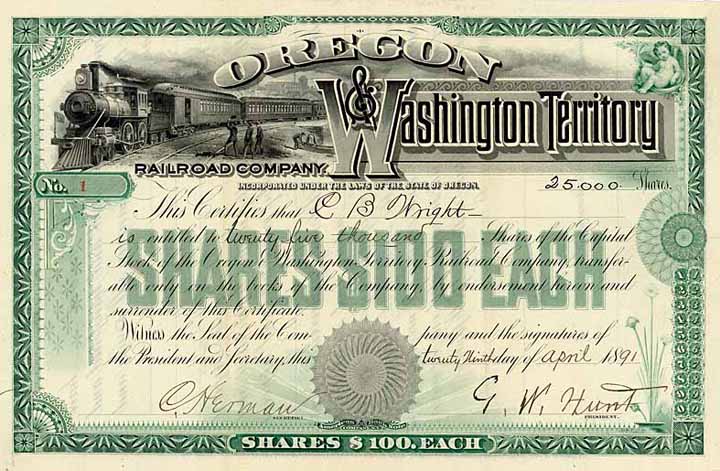 OREGON
&
Washington Territory
RAILROAD COMPANY.
INCORPORATED UNDER THE LAWS OF THE STATE OF OREGON.
No. 1
25.000. Shares.
This Certifies that C B Wright
is entitled to twenty five thousand Shares of the Capital
Stock of the Oregon & Washington Territory Railroad Company, transfer-
able only on the books of the Company by endorsement hereon and
surrender of this Certificate.
SHARES $100 EACH
Witness the Seal of the Company and the signatures of
the President and Secretary, this twenty Ninth day of april 1891
G. W. Hunt
SECRETARY.
PRESIDENT.
SHARES $100. EACH